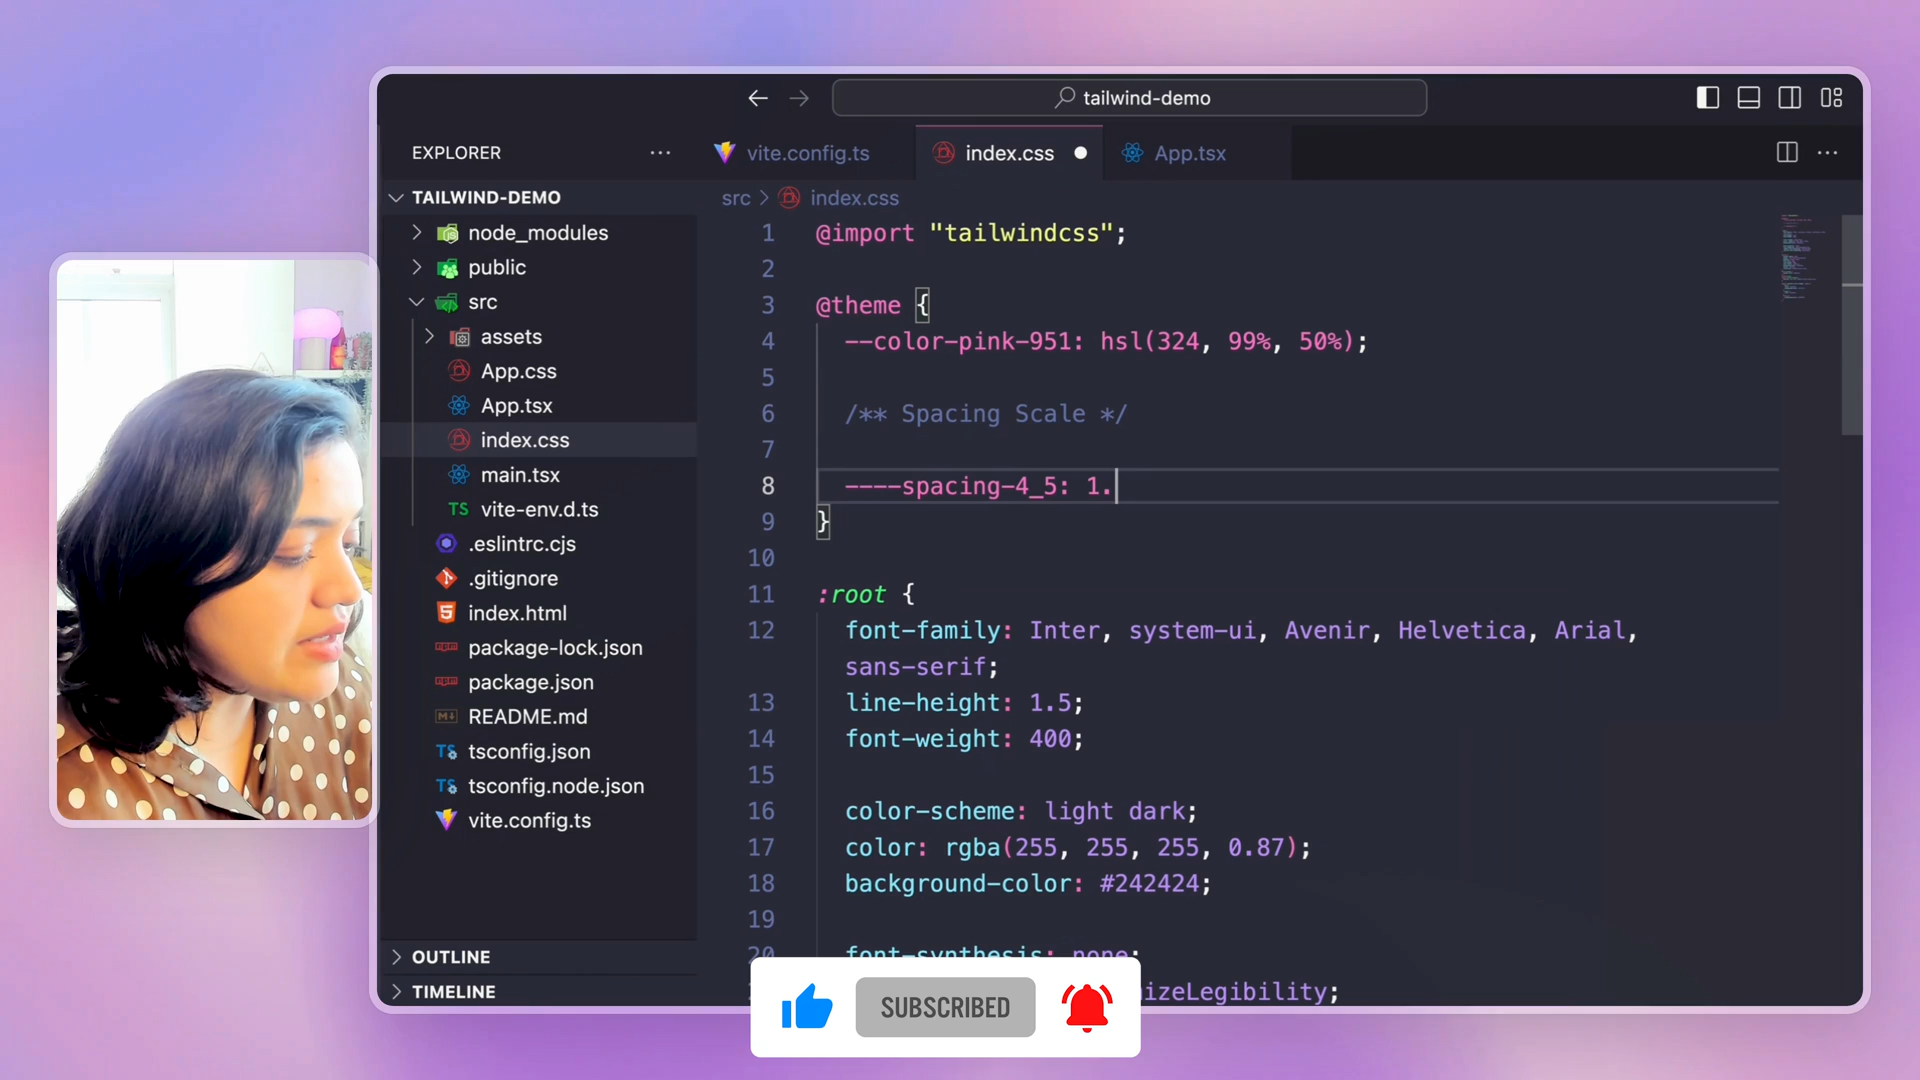 tailwind-demo
EXPLORER
vite.config.ts
index.css
App.tsx
TAILWIND-DEMO
node_modules
public
src
assets
App.css
App.tsx
index.css
main.tsx
TS vite-env.d.ts
.eslintrc.cjs
.gitignore
index.html
package-lock.json
package.json
README.md
tsconfig.json
tsconfig.node.json
vite.config.ts
OUTLINE
TIMELINE
src > index.css
1 @import "tailwindcss";
2
3 @theme {
4 --color-pink-951: hsl(324, 99%, 50%);
5
6 /** Spacing Scale */
7
8 ----spacing-4_5: 1.
9 }
10
11 :root {
12 font-family: Inter, system-ui, Avenir, Helvetica, Arial,
sans-serif;
13 line-height: 1.5;
14 font-weight: 400;
15
16 color-scheme: light dark;
17 color: rgba(255, 255, 255, 0.87);
18 background-color: #242424;
19
20 font-synthesis: none;
izeLegibility;
SUBSCRIBED